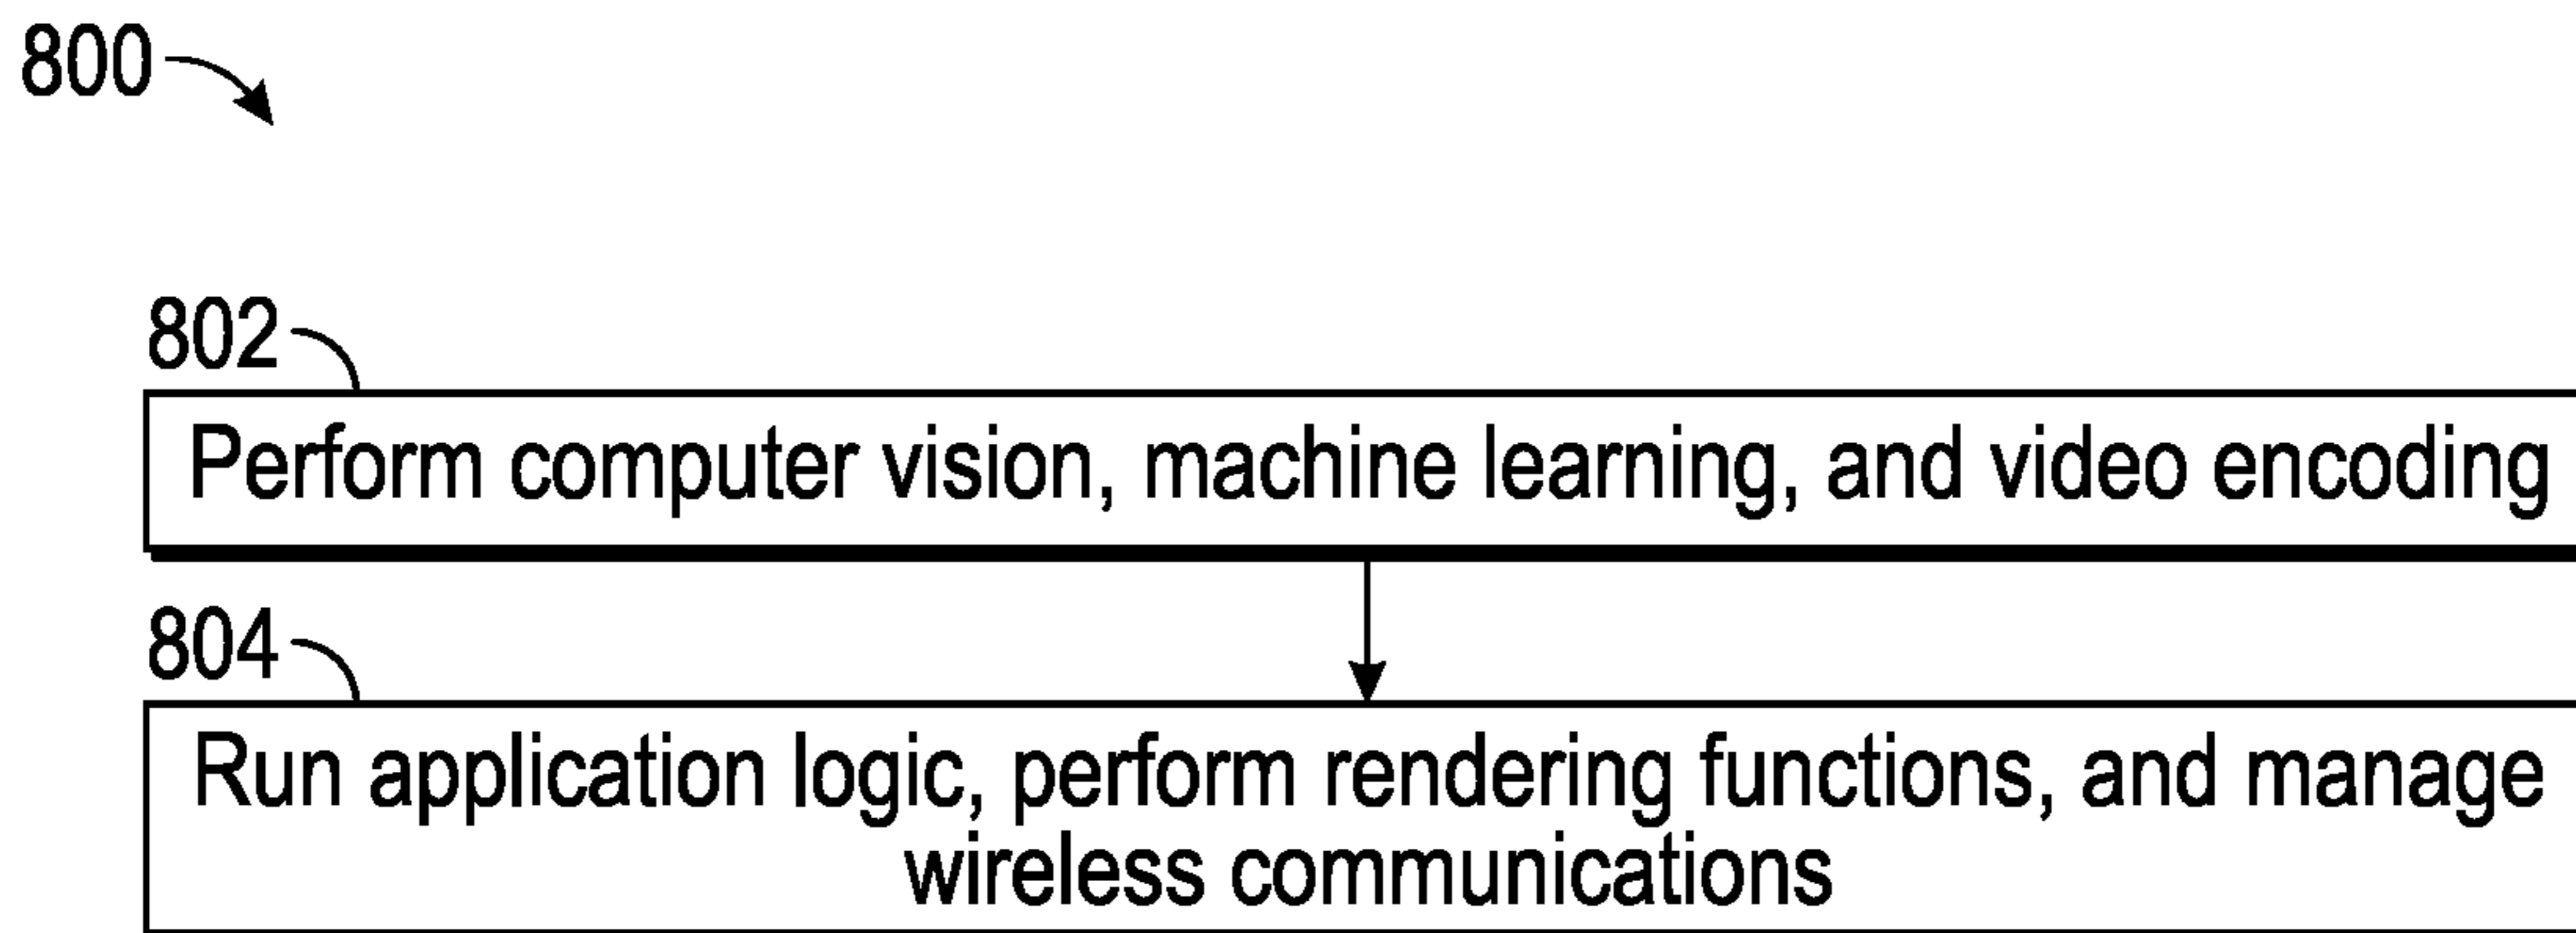 800
802
Perform computer vision, machine learning, and video encoding
804
Run application logic, perform rendering functions, and manage
wireless communications